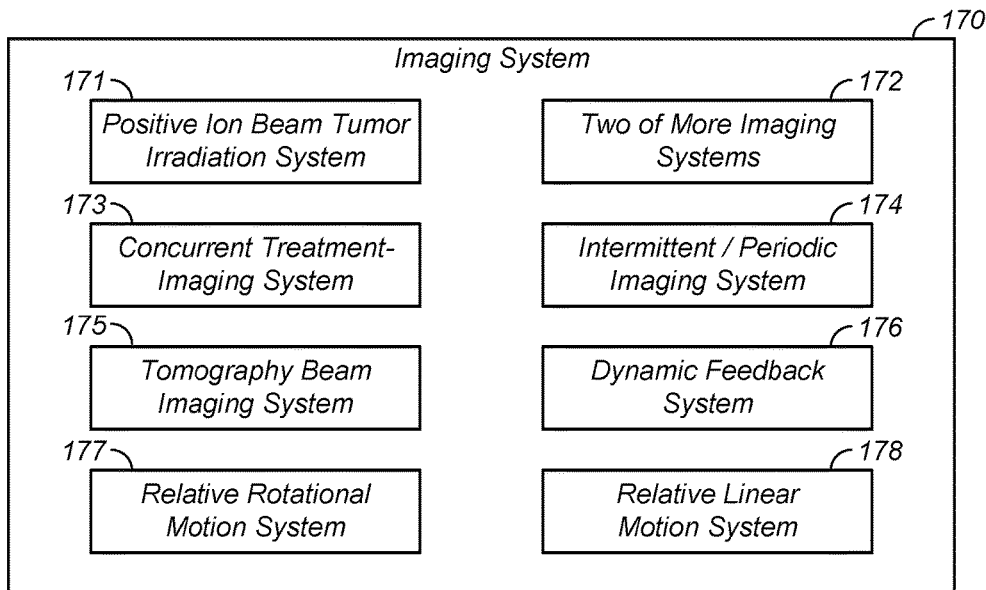 170
Imaging System
171
Positive Ion Beam Tumor
Irradiation System
172
Two of More Imaging
Systems
173
Concurrent Treatment-
Imaging System
174
Intermittent / Periodic
Imaging System
175
Tomography Beam
Imaging System
176
Dynamic Feedback
System
177
Relative Rotational
Motion System
178
Relative Linear
Motion System